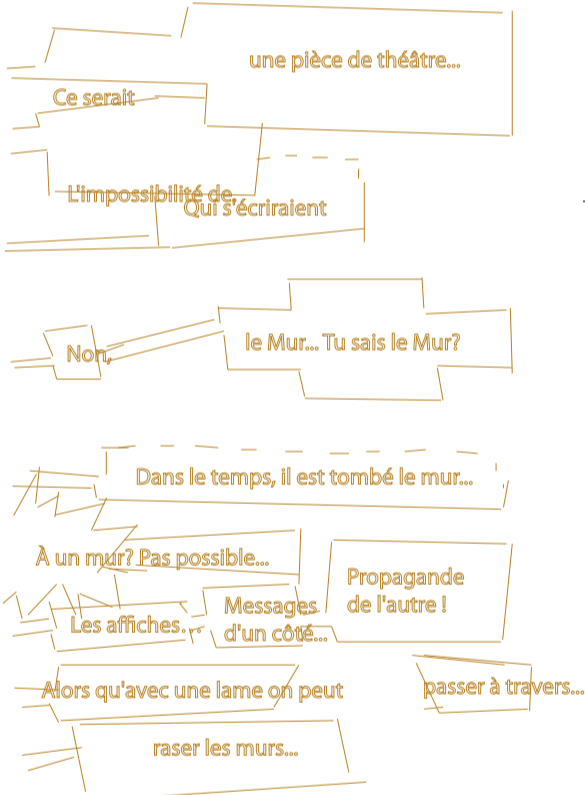 une pièce de théâtre...
Ce serait
L'impossibilité de,
Qui s'écriraient
Non,
le Mur... Tu sais le Mur?
Dans le temps, il est tombé le mur...
À un mur? Pas possible...
Propagande
de l'autre !
Messages
d'un côté...
Les affiches...
Alors qu'avec une lame on peut
passer à travers...
raser les murs...